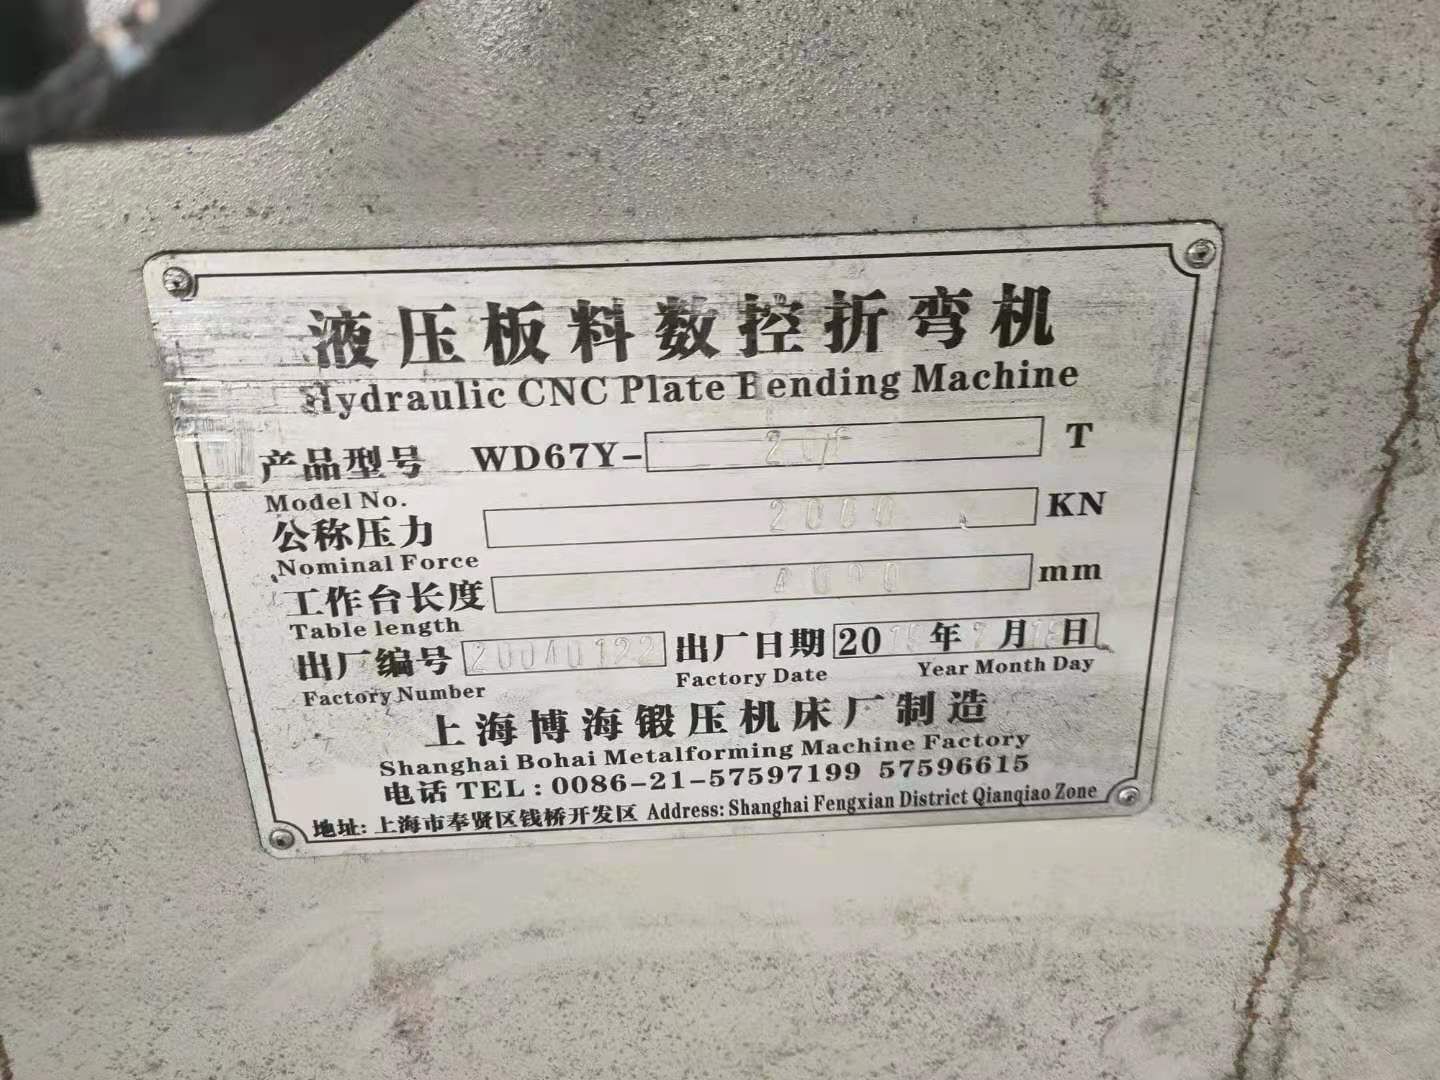 液压板料数控折弯机
Hydraulic CNC Plate Bending Machine
产品型号 WD67Y- T
Model No.
公称压力 2000 KN
Nominal Force
工作台长度 4000 mm
Table length
出厂编号 20040122 出厂日期 20 年 月 日
Factory Number Factory Date Year Month Day
上海博海锻压机床厂制造
Shanghai Bohai Metalforming Machine Factory
电话 TEL : 0086-21-57597199 57596615
地址: 上海市奉贤区钱桥开发区 Address: Shanghai Fengxian District Qianqiao Zone